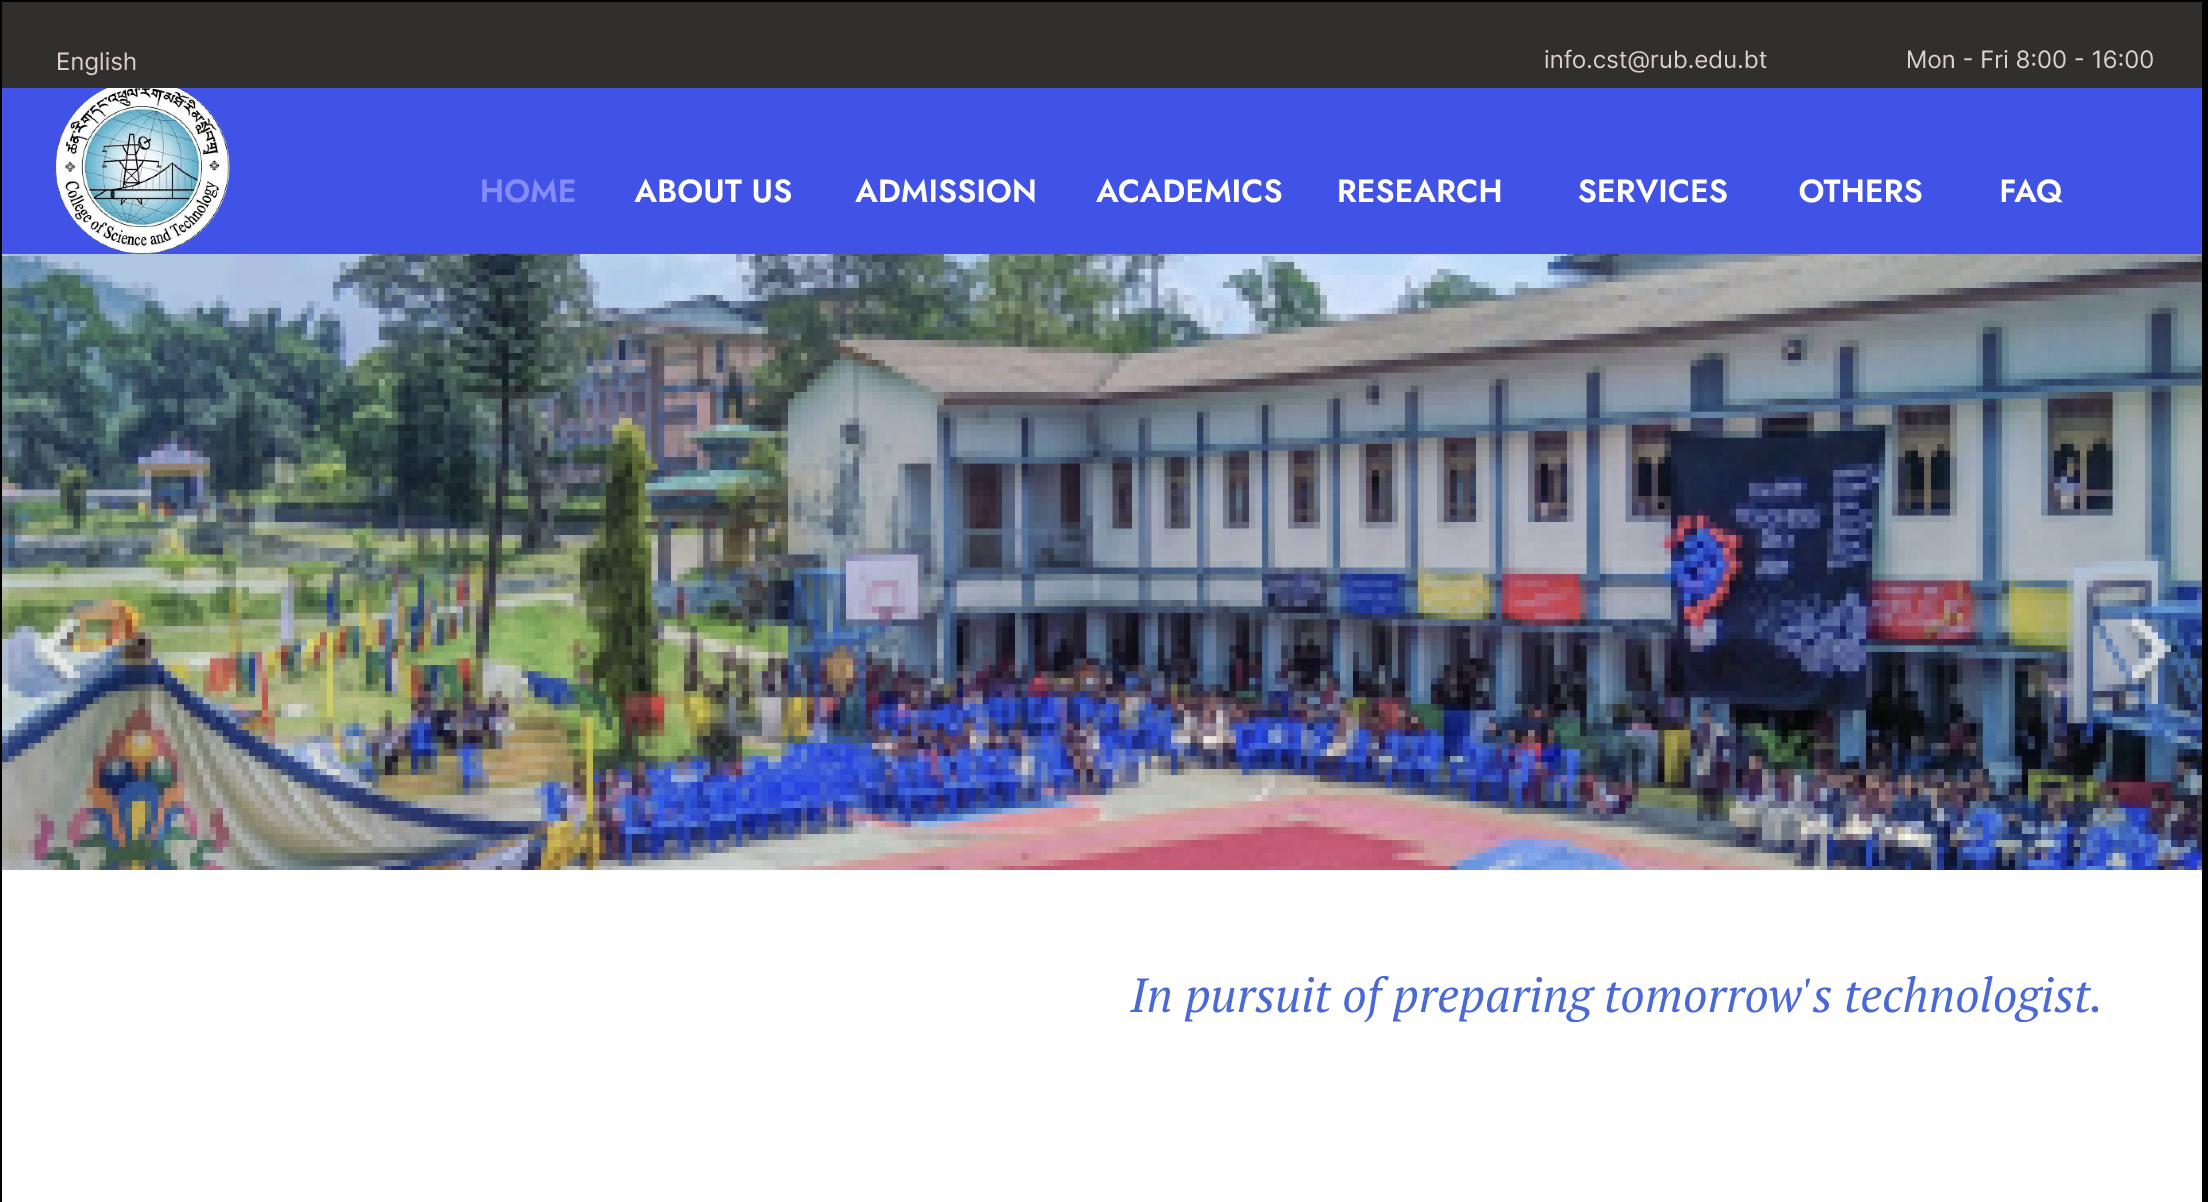 English
info.cst@rub.edu.bt
Mon - Fri 8:00 - 16:00
College of Science and Technology
HOME
ABOUT US
ADMISSION
ACADEMICS
RESEARCH
SERVICES
OTHERS
FAQ
In pursuit of preparing tomorrow's technologist.